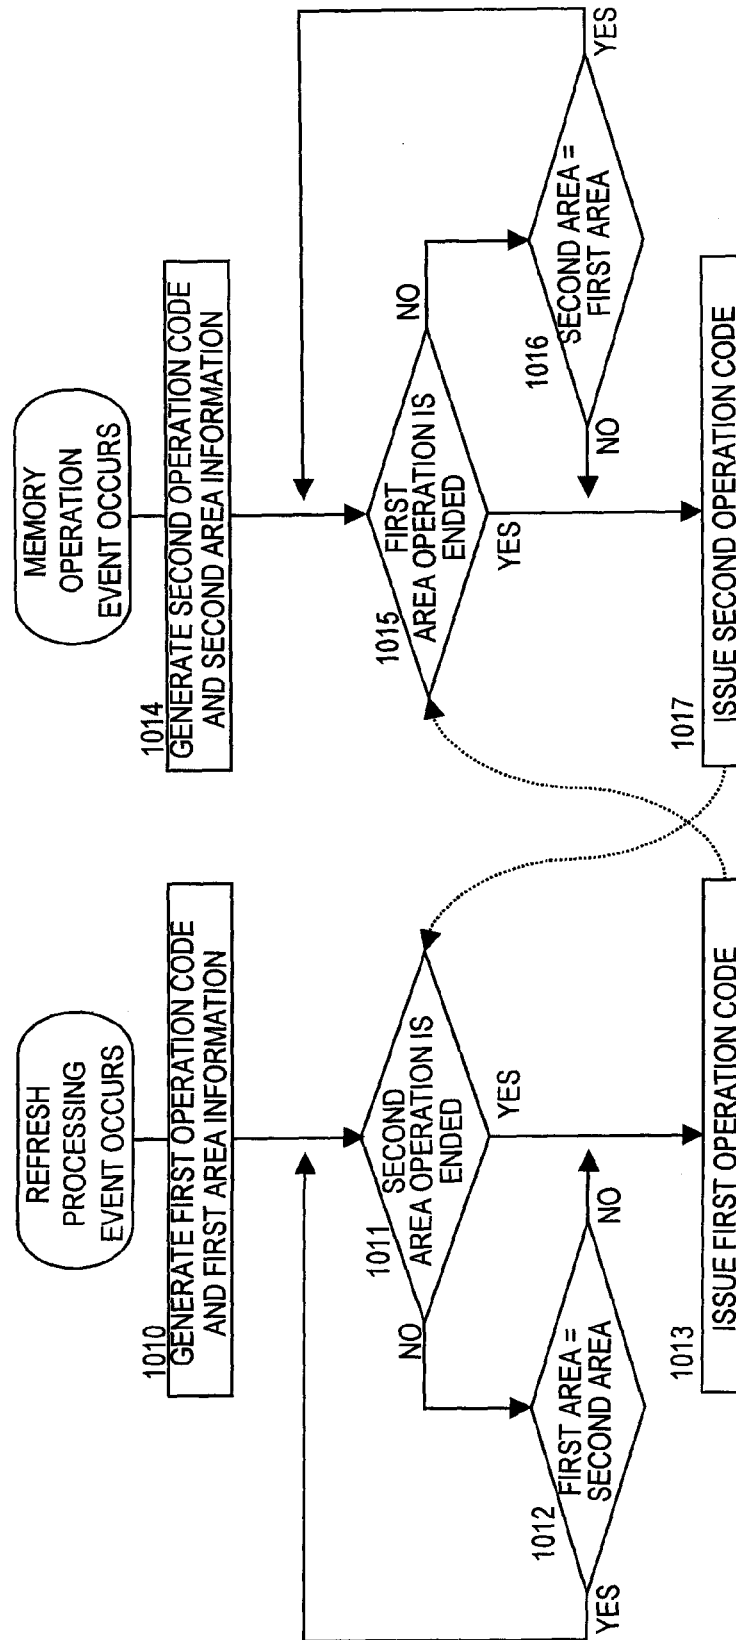 REFRESH
PROCESSING
EVENT OCCURS
1010
GENERATE FIRST OPERATION CODE
AND FIRST AREA INFORMATION
1011
SECOND
AREA OPERATION IS
ENDED
NO
YES
1012
FIRST AREA =
SECOND AREA
YES
NO
1013
ISSUE FIRST OPERATION CODE
MEMORY
OPERATION
EVENT OCCURS
1014
GENERATE SECOND OPERATION CODE
AND SECOND AREA INFORMATION
1015
FIRST
AREA OPERATION IS
ENDED
NO
YES
1016
SECOND AREA =
FIRST AREA
YES
NO
1017
ISSUE SECOND OPERATION CODE